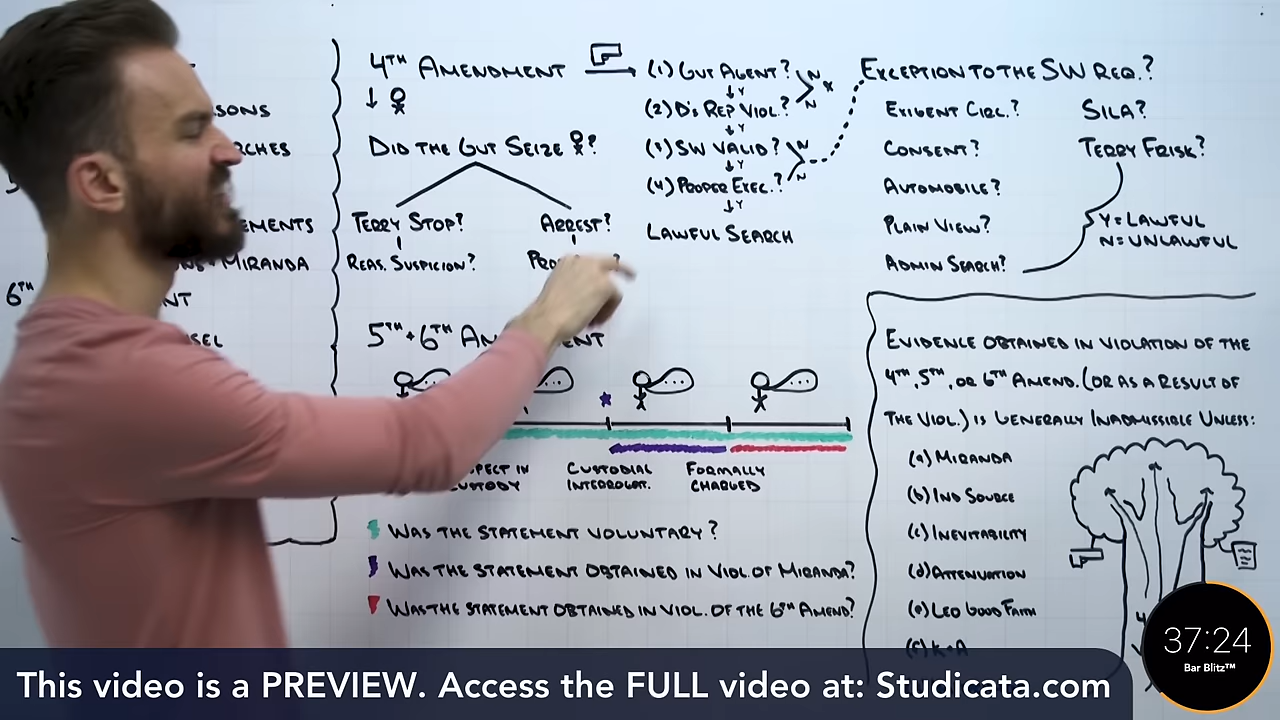 4TH AMENDMENT
DID THE GVT SEIZE ?
TERRY STOP?
ARREST?
REAS. SUSPICION?
(1) GVT AGENT?
N
Y
(2) D'S REP VIOL.?
N
X
Y
(3) SW VALID?
N
Y
(4) PROPER EXEC.?
N
Y
LAWFUL SEARCH
EXCEPTION TO THE SW REQ.?
EXIGENT CIRC.?
SILA?
CONSENT?
TERRY FRISK?
AUTOMOBILE?
PLAIN VIEW?
Y=LAWFUL
N=UNLAWFUL
ADMIN SEARCH?
6TH
5TH + 6TH
CUSTODIAL
INTERROGAT.
FORMALLY
CHARGED
WAS THE STATEMENT VOLUNTARY?
WAS THE STATEMENT OBTAINED IN VIOL. OF MIRANDA?
WAS THE STATEMENT OBTAINED IN VIOL. OF THE 6TH AMEND?
EVIDENCE OBTAINED IN VIOLATION OF THE
4TH, 5TH, OR 6TH AMEND. (OR AS A RESULT OF
THE VIOL.) IS GENERALLY INADMISSIBLE UNLESS:
(a) MIRANDA
(b) IND SOURCE
(c) INEVITABILITY
(d) ATTENUATION
(e) LEO GOOD FAITH
(f) K+A
37:24
Bar Blitz™
This video is a PREVIEW. Access the FULL video at: Studicata.com